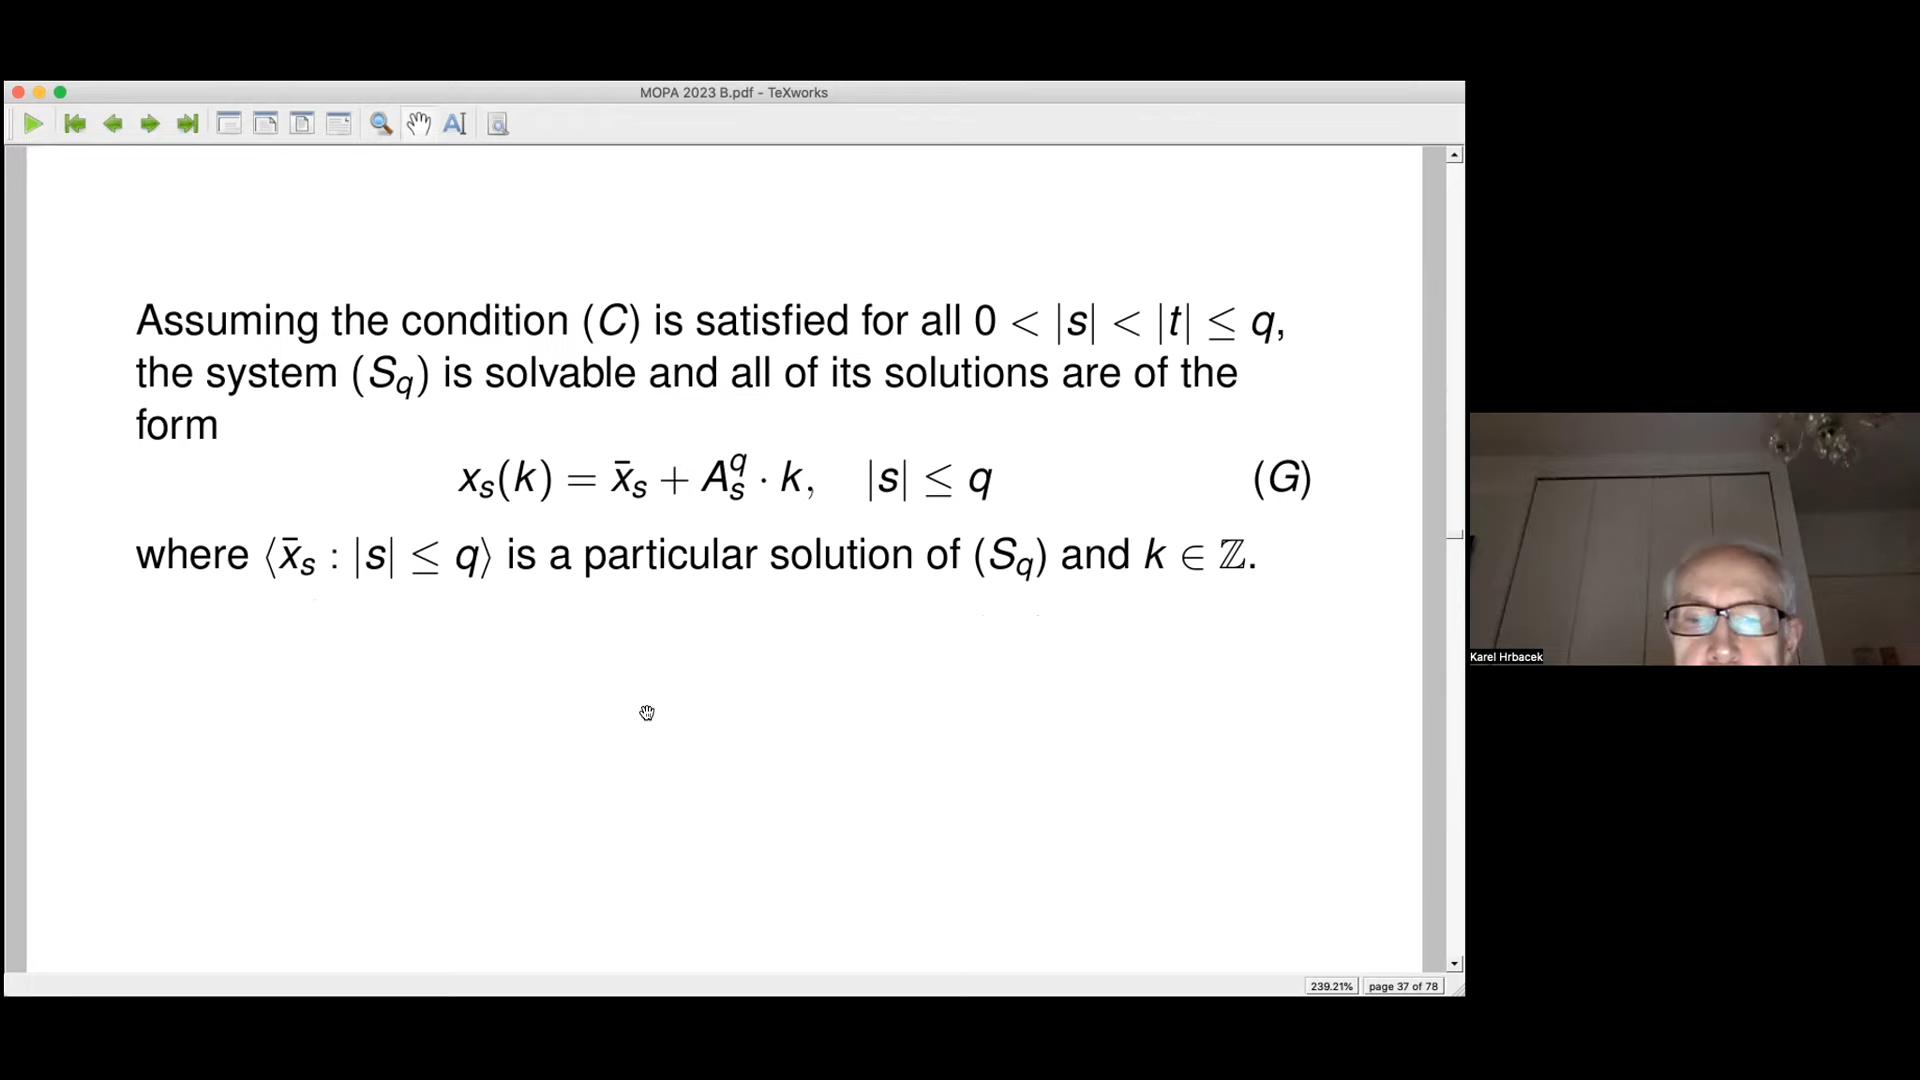 MOPA 2023 B.pdf - TeXworks
Assuming the condition (C) is satisfied for all 0 < |s| < |t| ≤ q,
the system (S_q) is solvable and all of its solutions are of the
form
x_s(k) = x̄_s + A_s^q · k,   |s| ≤ q   (G)
where ⟨x̄_s : |s| ≤ q⟩ is a particular solution of (S_q) and k ∈ ℤ.
Karel Hrbacek
239.21% page 37 of 78